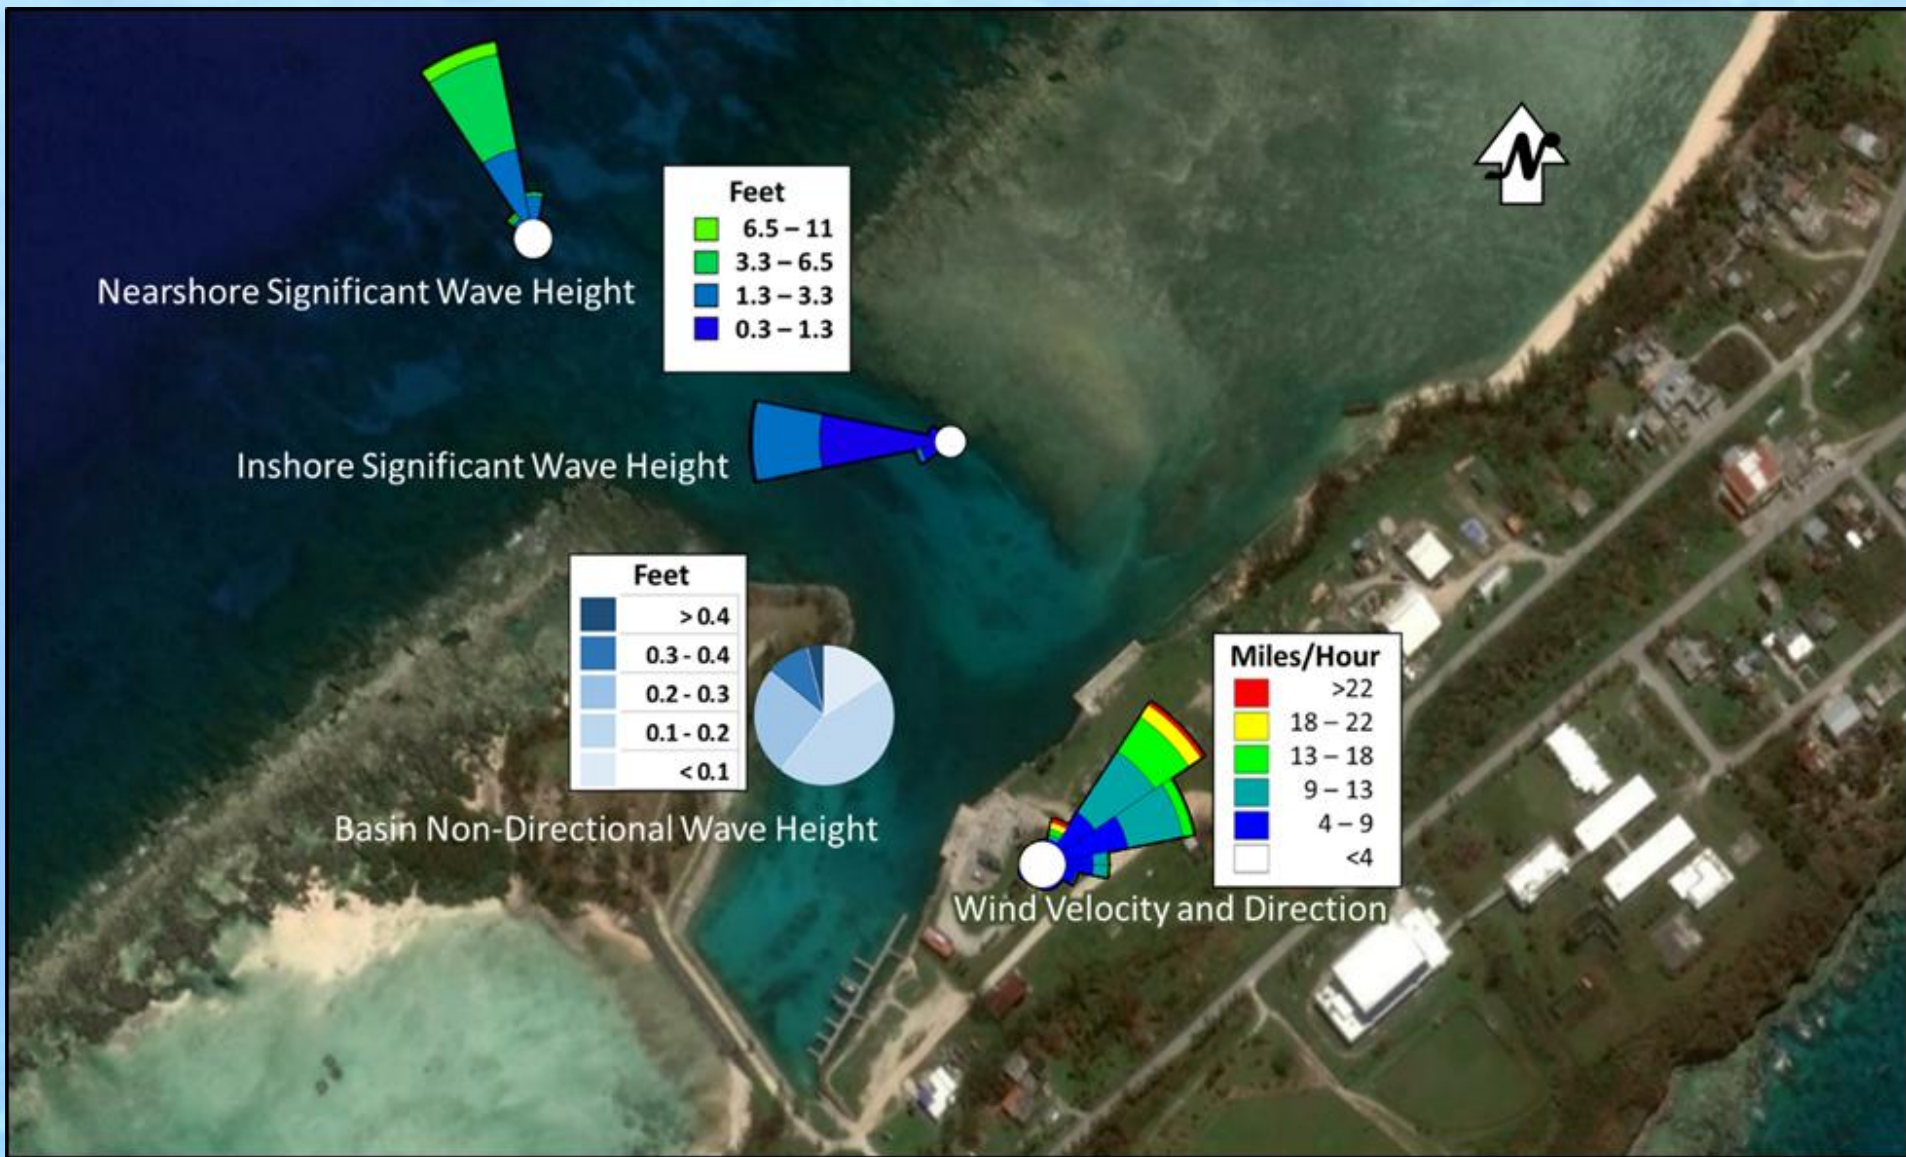 N
Feet
6.5 – 11
3.3 – 6.5
1.3 – 3.3
0.3 – 1.3
Nearshore Significant Wave Height
Inshore Significant Wave Height
Feet
> 0.4
0.3 - 0.4
0.2 - 0.3
0.1 - 0.2
< 0.1
Basin Non-Directional Wave Height
Miles/Hour
>22
18 – 22
13 – 18
9 – 13
4 – 9
<4
Wind Velocity and Direction